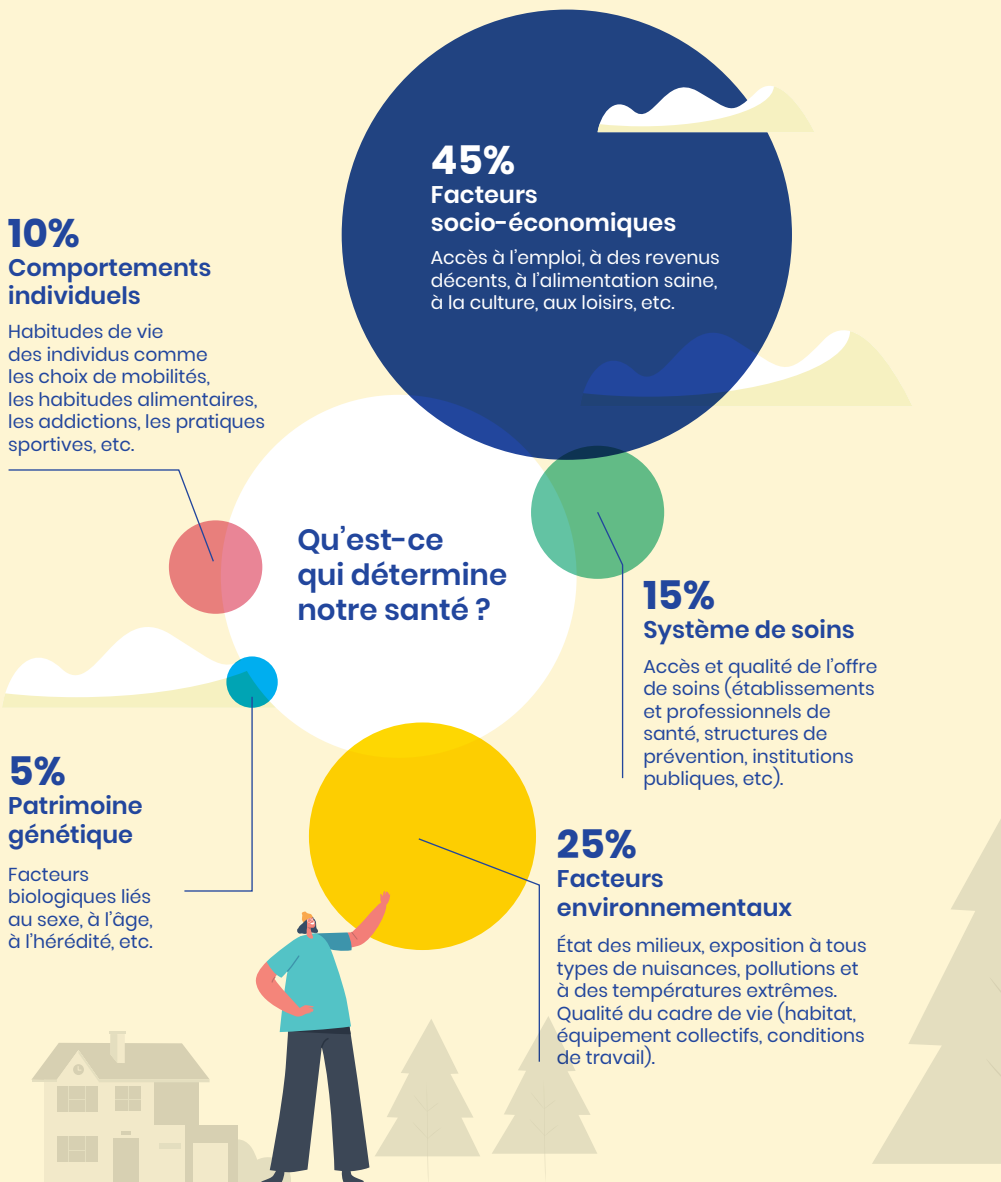 45%
Facteurs
socio-économiques
Accès à l'emploi, à des revenus
décents, à l'alimentation saine,
à la culture, aux loisirs, etc.
10%
Comportements
individuels
Habitudes de vie
des individus comme
les choix de mobilités,
les habitudes alimentaires,
les addictions, les pratiques
sportives, etc.
Qu'est-ce
qui détermine
notre santé ?
15%
Système de soins
Accès et qualité de l'offre
de soins (établissements
et professionnels de
santé, structures de
prévention, institutions
publiques, etc).
5%
Patrimoine
génétique
Facteurs
biologiques liés
au sexe, à l'âge,
à l'hérédité, etc.
25%
Facteurs
environnementaux
État des milieux, exposition à tous
types de nuisances, pollutions et
à des températures extrêmes.
Qualité du cadre de vie (habitat,
équipement collectifs, conditions
de travail).